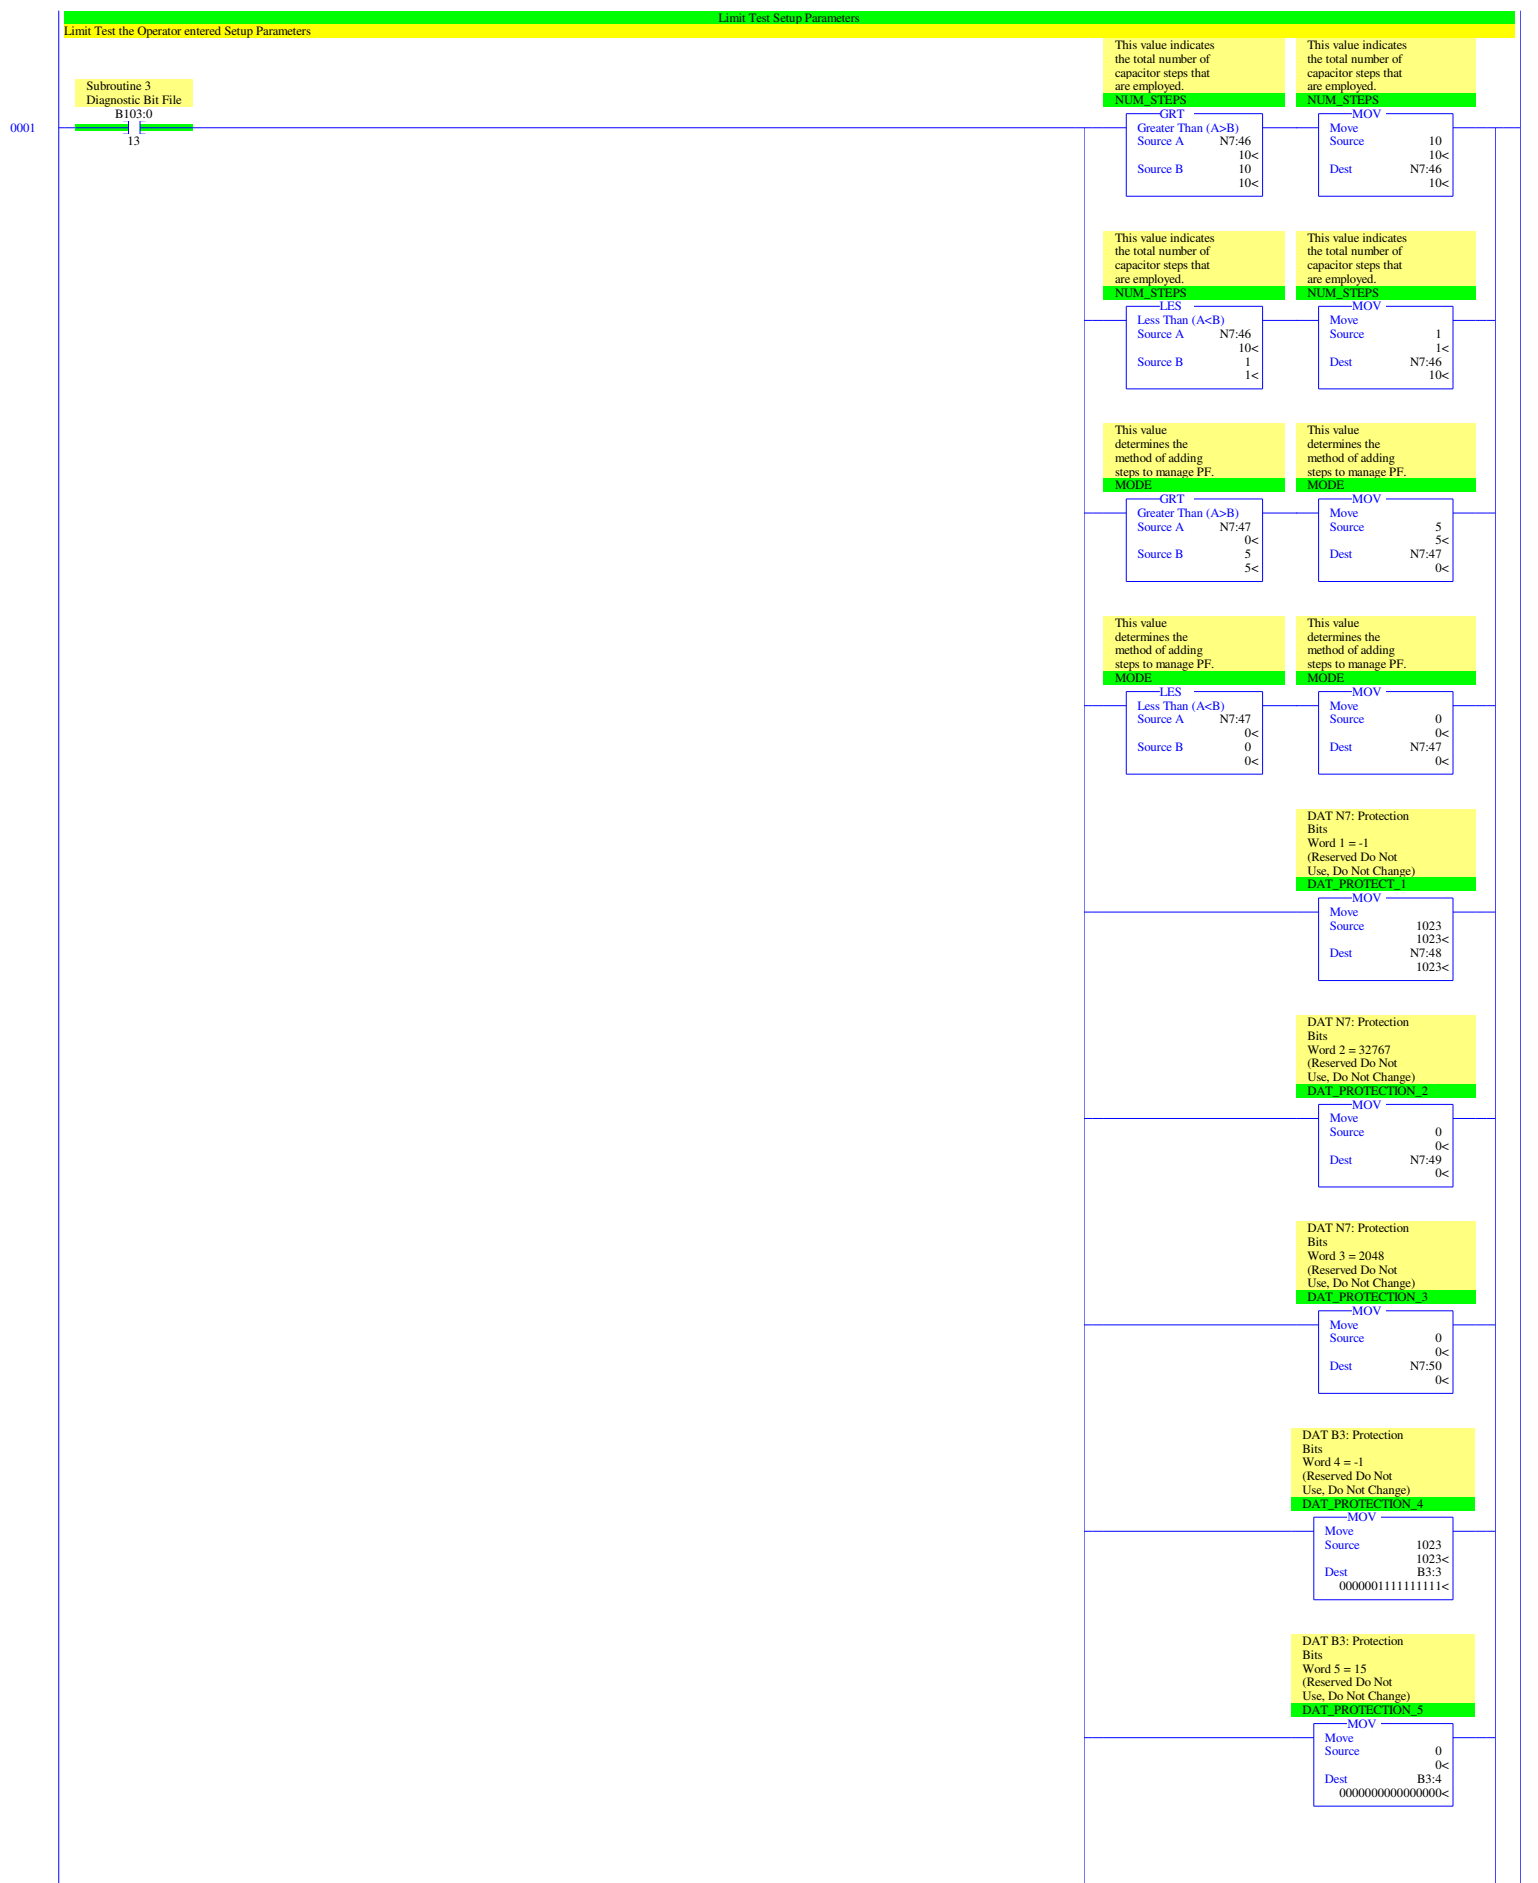 Limit Test Setup Parameters
Limit Test the Operator entered Setup Parameters
Subroutine 3
Diagnostic Bit File
B103:0
13
0001
This value indicates
the total number of
capacitor steps that
are employed.
NUM_STEPS
GRT
Greater Than (A>B)
Source A N7:46
10<
Source B 10
10<
This value indicates
the total number of
capacitor steps that
are employed.
NUM_STEPS
MOV
Move
Source 10
10<
Dest N7:46
10<
This value indicates
the total number of
capacitor steps that
are employed.
NUM_STEPS
LES
Less Than (A<B)
Source A N7:46
10<
Source B 1
1<
This value indicates
the total number of
capacitor steps that
are employed.
NUM_STEPS
MOV
Move
Source 1
1<
Dest N7:46
10<
This value
determines the
method of adding
steps to manage PF.
MODE
GRT
Greater Than (A>B)
Source A N7:47
0<
Source B 5
5<
This value
determines the
method of adding
steps to manage PF.
MODE
MOV
Move
Source 5
5<
Dest N7:47
0<
This value
determines the
method of adding
steps to manage PF.
MODE
LES
Less Than (A<B)
Source A N7:47
0<
Source B 0
0<
This value
determines the
method of adding
steps to manage PF.
MODE
MOV
Move
Source 0
0<
Dest N7:47
0<
DAT N7: Protection
Bits
Word 1 = -1
(Reserved Do Not
Use, Do Not Change)
DAT_PROTECT_1
MOV
Move
Source 1023
1023<
Dest N7:48
1023<
DAT N7: Protection
Bits
Word 2 = 32767
(Reserved Do Not
Use, Do Not Change)
DAT_PROTECTION_2
MOV
Move
Source 0
0<
Dest N7:49
0<
DAT N7: Protection
Bits
Word 3 = 2048
(Reserved Do Not
Use, Do Not Change)
DAT_PROTECTION_3
MOV
Move
Source 0
0<
Dest N7:50
0<
DAT B3: Protection
Bits
Word 4 = -1
(Reserved Do Not
Use, Do Not Change)
DAT_PROTECTION_4
MOV
Move
Source 1023
1023<
Dest B3:3
0000001111111111<
DAT B3: Protection
Bits
Word 5 = 15
(Reserved Do Not
Use, Do Not Change)
DAT_PROTECTION_5
MOV
Move
Source 0
0<
Dest B3:4
0000000000000000<